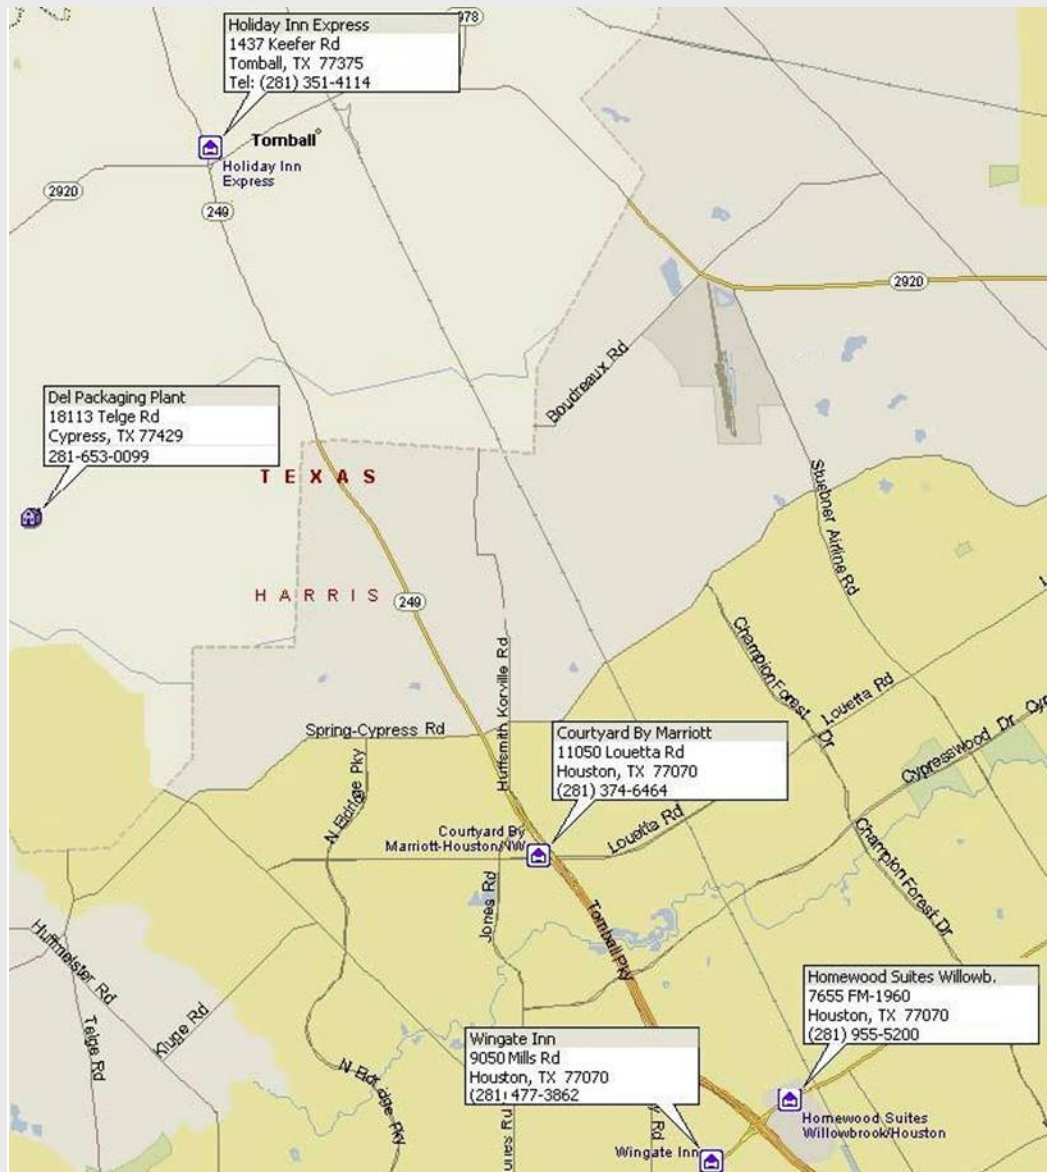 978
Holiday Inn Express
1437 Keefer Rd
Tomball, TX 77375
Tel: (281) 351-4114
Tomball
Holiday Inn
Express
2920
249
2920
Boudreaux Rd
Del Packaging Plant
18113 Telge Rd
Cypress, TX 77429
281-653-0099
TEXAS
Stuebner Airline Rd
HARRIS
249
Huffsmith Korville Rd
Champion Forest Dr
Louetta Rd
Spring-Cypress Rd
Cypresswood Dr
N Eldridge Pky
Courtyard By Marriott
11050 Louetta Rd
Houston, TX 77070
(281) 374-6464
Courtyard By
Marriott-Houston/NW
Louetta Rd
Champion Forest Dr
Jones Rd
Tomball Pky
Huffmeister Rd
Kluge Rd
Telge Rd
Homewood Suites Willowb.
7655 FM-1960
Houston, TX 77070
(281) 955-5200
Wingate Inn
9050 Mills Rd
Houston, TX 77070
(281) 477-3862
N Eldridge Pky
Homewood Suites
Willowbrook/Houston
Rd
Wingate Inn